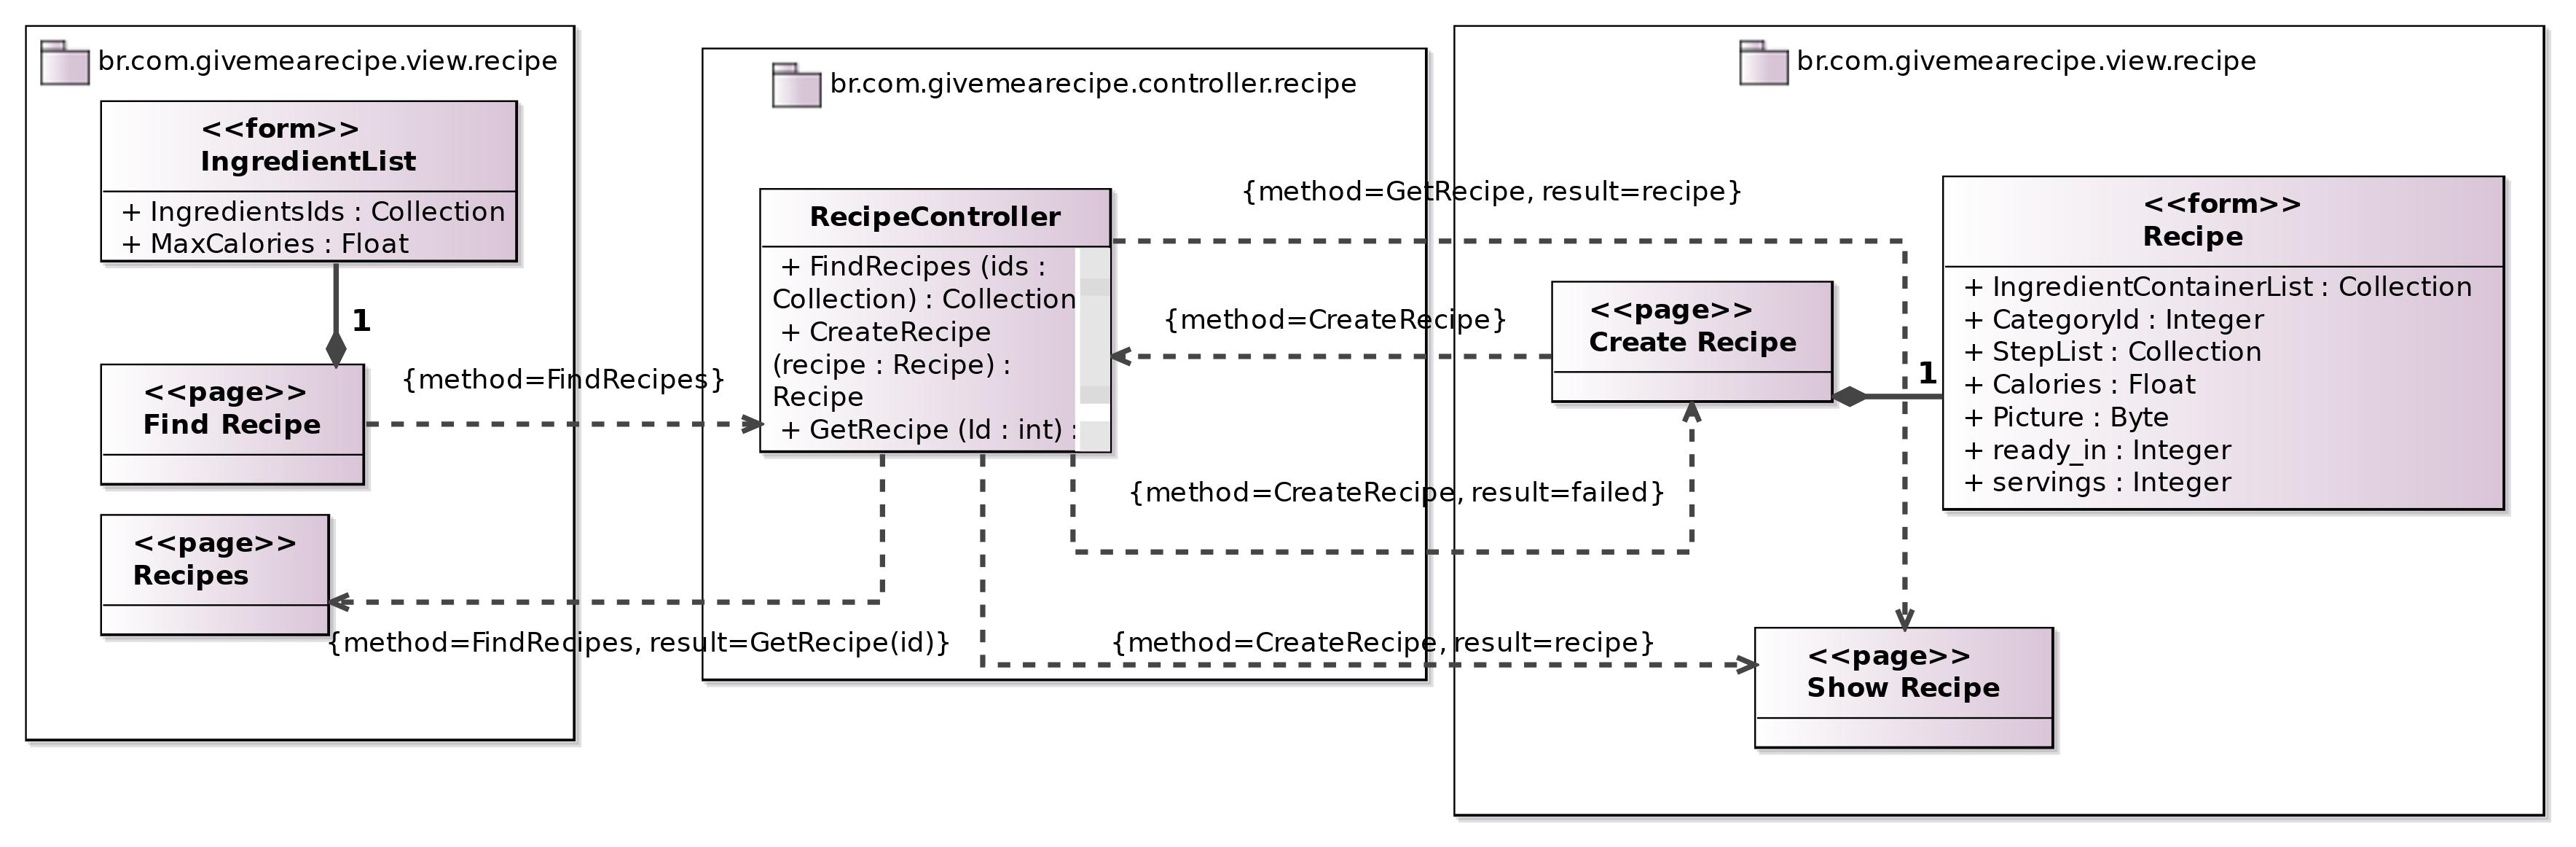 br.com.givemearecipe.view.recipe
<<form>>
IngredientList
+ IngredientsIds : Collection
+ MaxCalories : Float
1
<<page>>
Find Recipe
{method=FindRecipes}
<<page>>
Recipes
{method=FindRecipes, result=GetRecipe(id)}
br.com.givemearecipe.controller.recipe
RecipeController
+ FindRecipes (ids :
Collection) : Collection
+ CreateRecipe
(recipe : Recipe) :
Recipe
+ GetRecipe (Id : int) :
{method=GetRecipe, result=recipe}
{method=CreateRecipe}
{method=CreateRecipe, result=failed}
{method=CreateRecipe, result=recipe}
br.com.givemearecipe.view.recipe
<<page>>
Create Recipe
1
<<form>>
Recipe
+ IngredientContainerList : Collection
+ CategoryId : Integer
+ StepList : Collection
+ Calories : Float
+ Picture : Byte
+ ready_in : Integer
+ servings : Integer
<<page>>
Show Recipe